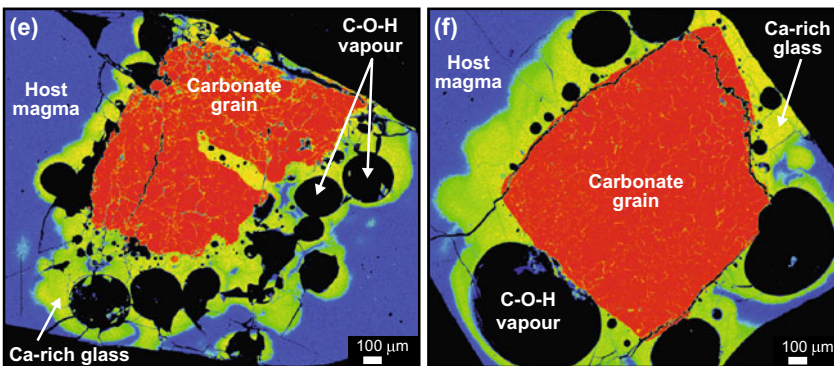 (e)
C-O-H
vapour
Host
magma
Carbonate
grain
Ca-rich glass
100 μm
(f)
Ca-rich
glass
Host
magma
Carbonate
grain
C-O-H
vapour
100 μm